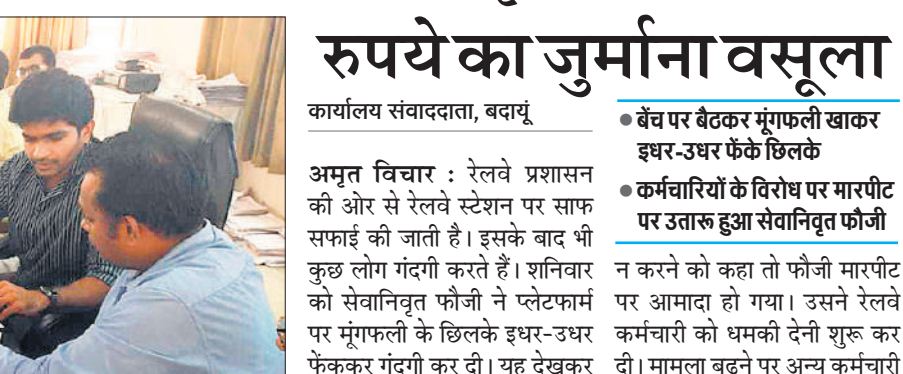 रुपये का जुर्माना वसूला
कार्यालय संवाददाता, बदायूं
अमृत विचार : रेलवे प्रशासन
की ओर से रेलवे स्टेशन पर साफ
सफाई की जाती है। इसके बाद भी
कुछ लोग गंदगी करते हैं। शनिवार
को सेवानिवृत फौजी ने प्लेटफार्म
पर मूंगफली के छिलके इधर-उधर
फेंककर गंदगी कर दी। यह देखकर
● बेंच पर बैठकर मूंगफली खाकर
इधर-उधर फेंके छिलके
● कर्मचारियों के विरोध पर मारपीट
पर उतारू हुआ सेवानिवृत फौजी
न करने को कहा तो फौजी मारपीट
पर आमादा हो गया। उसने रेलवे
कर्मचारी को धमकी देनी शुरू कर
दी। मामला बढ़ने पर अन्य कर्मचारी